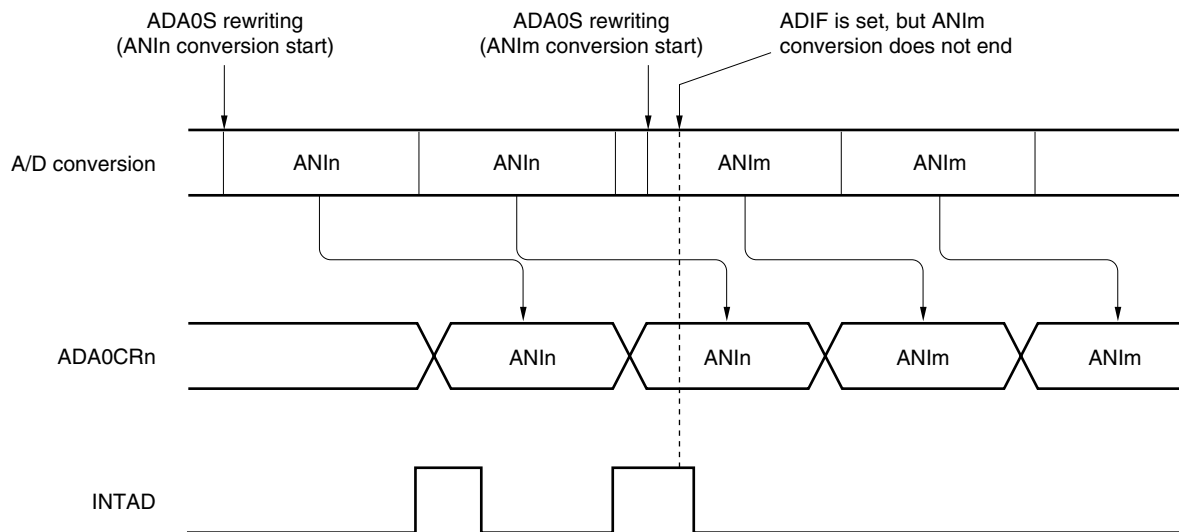 ADA0S rewriting
(ANIn conversion start)
ADA0S rewriting
(ANIm conversion start)
ADIF is set, but ANIm
conversion does not end
A/D conversion
ANIn
ANIn
ANIm
ANIm
ADA0CRn
ANIn
ANIn
ANIm
ANIm
INTAD